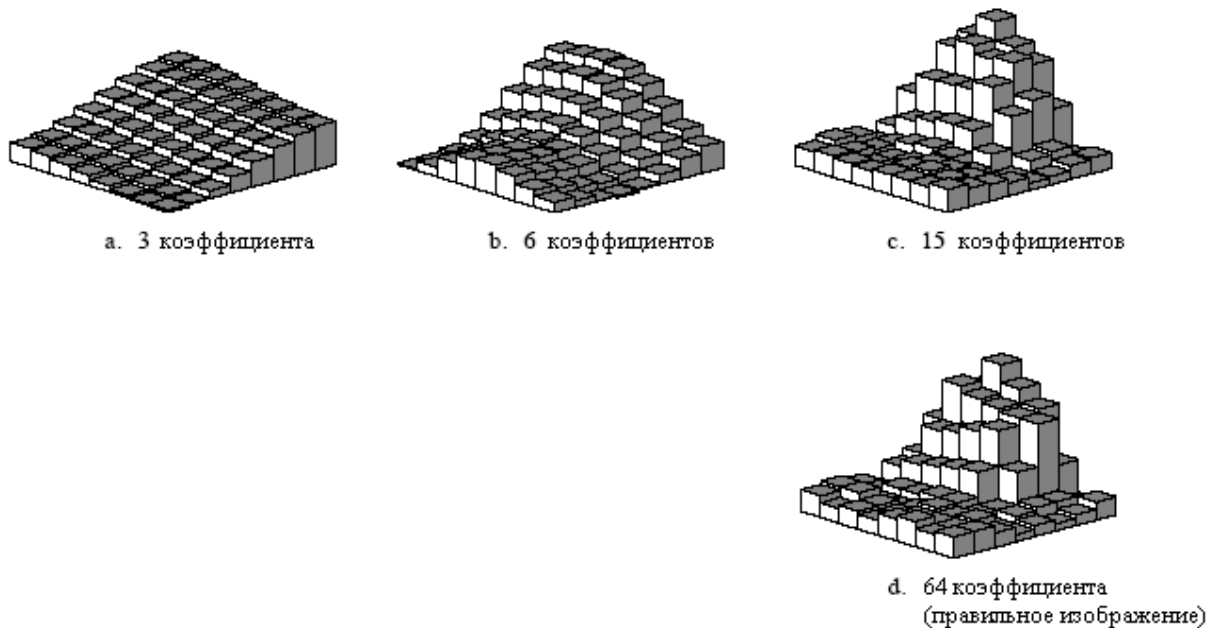 a. 3 коэффициента
b. 6 коэффициентов
c. 15 коэффициентов
d. 64 коэффициента
(правильное изображение)